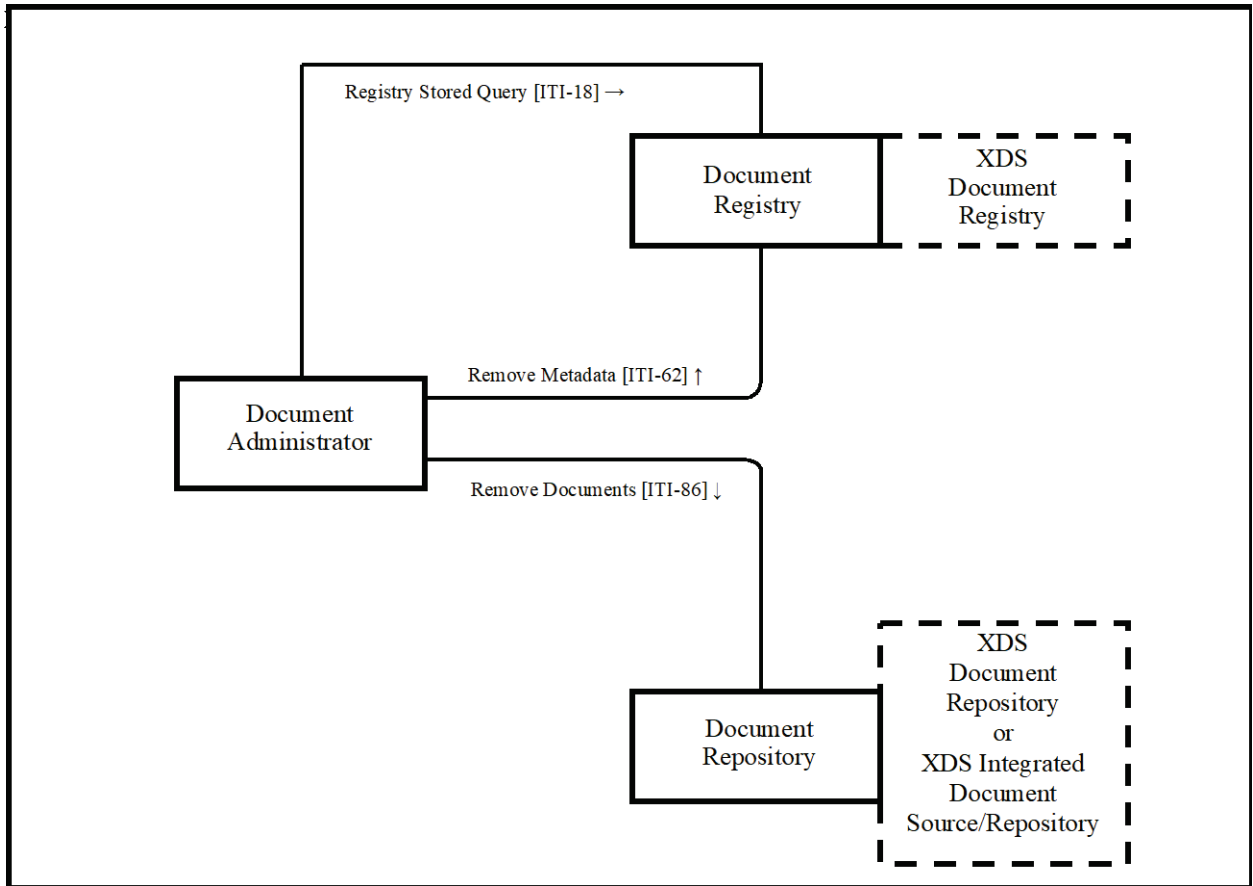 Registry Stored Query [ITI-18] →
Document
Registry
XDS
Document
Registry
Remove Metadata [ITI-62] ↑
Document
Administrator
Remove Documents [ITI-86] ↓
Document
Repository
XDS
Document
Repository
or
XDS Integrated
Document
Source/Repository